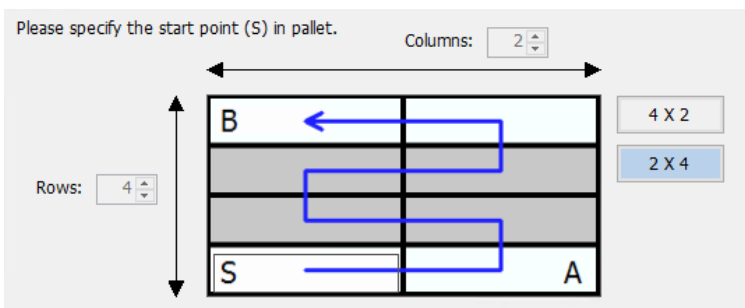 Please specify the start point (S) in pallet.
Columns: 2
B
4 X 2
2 X 4
Rows: 4
S A